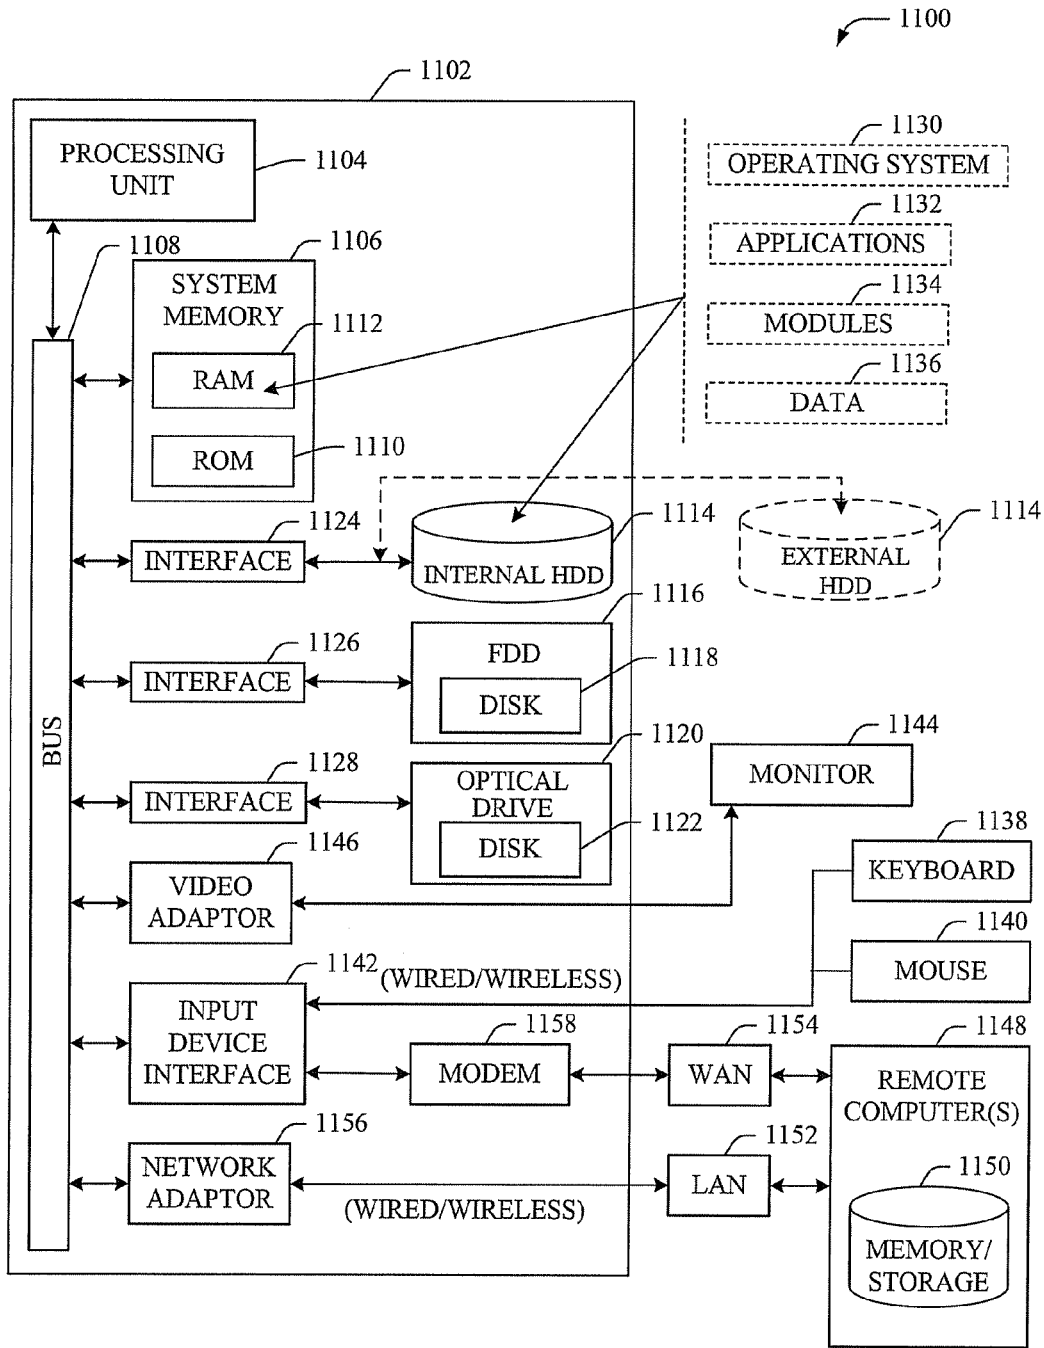 1100
1102
PROCESSING
UNIT
1104
1130
OPERATING SYSTEM
1132
APPLICATIONS
1134
MODULES
1136
DATA
1108
1106
SYSTEM
MEMORY
1112
RAM
1110
ROM
BUS
1124
INTERFACE
1114
INTERNAL HDD
1114
EXTERNAL
HDD
1126
INTERFACE
1116
FDD
1118
DISK
1128
INTERFACE
1120
OPTICAL
DRIVE
1122
DISK
1144
MONITOR
1146
VIDEO
ADAPTOR
1138
KEYBOARD
1140
MOUSE
1142
(WIRED/WIRELESS)
INPUT
DEVICE
INTERFACE
1158
MODEM
1154
WAN
1148
REMOTE
COMPUTER(S)
1156
NETWORK
ADAPTOR
(WIRED/WIRELESS)
1152
LAN
1150
MEMORY/
STORAGE